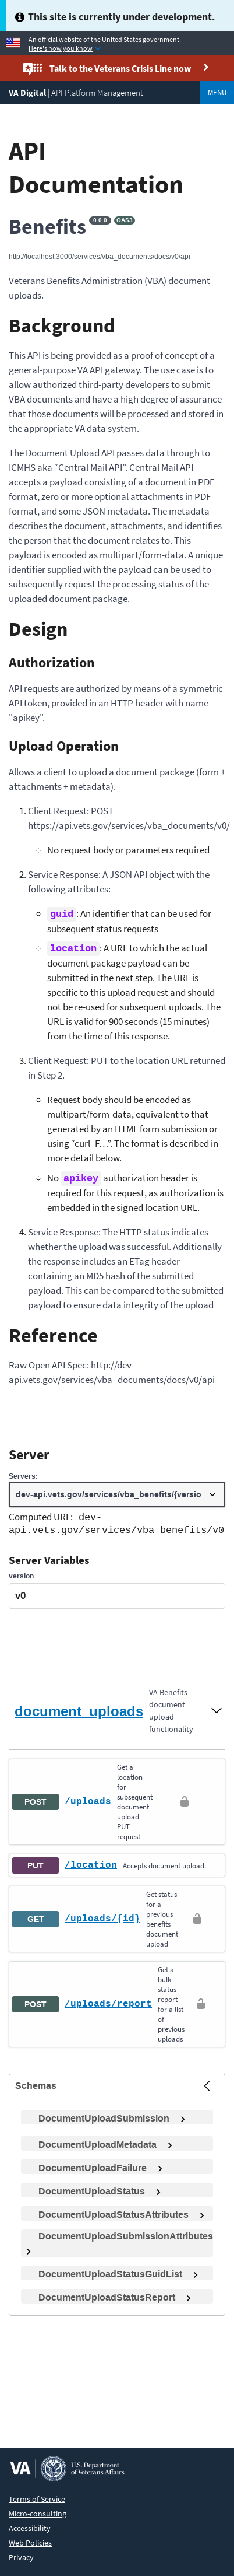 This site is currently under development.
An official website of the United States government.
Here's how you know
Talk to the Veterans Crisis Line now
VA Digital | API Platform Management
MENU
API
Documentation
Benefits 0.0.0 OAS3
http://localhost:3000/services/vba_documents/docs/v0/api
Veterans Benefits Administration (VBA) document
uploads.
Background
This API is being provided as a proof of concept of a
general-purpose VA API gateway. The use case is to
allow authorized third-party developers to submit
VBA documents and have a high degree of assurance
that those documents will be processed and stored in
an appropriate VA data system.
The Document Upload API passes data through to
ICMHS aka “Central Mail API”. Central Mail API
accepts a payload consisting of a document in PDF
format, zero or more optional attachments in PDF
format, and some JSON metadata. The metadata
describes the document, attachments, and identifies
the person that the document relates to. This
payload is encoded as multipart/form-data. A unique
identifier supplied with the payload can be used to
subsequently request the processing status of the
uploaded document package.
Design
Authorization
API requests are authorized by means of a symmetric
API token, provided in an HTTP header with name
"apikey".
Upload Operation
Allows a client to upload a document package (form +
attachments + metadata).
1. Client Request: POST
https://api.vets.gov/services/vba_documents/v0/
No request body or parameters required
2. Service Response: A JSON API object with the
following attributes:
guid: An identifier that can be used for
subsequent status requests
location: A URL to which the actual
document package payload can be
submitted in the next step. The URL is
specific to this upload request and should
not be re-used for subsequent uploads. The
URL is valid for 900 seconds (15 minutes)
from the time of this response.
3. Client Request: PUT to the location URL returned
in Step 2.
Request body should be encoded as
multipart/form-data, equivalent to that
generated by an HTML form submission or
using “curl -F…”. The format is described in
more detail below.
No apikey authorization header is
required for this request, as authorization is
embedded in the signed location URL.
4. Service Response: The HTTP status indicates
whether the upload was successful. Additionally
the response includes an ETag header
containing an MD5 hash of the submitted
payload. This can be compared to the submitted
payload to ensure data integrity of the upload
Reference
Raw Open API Spec: http://dev-
api.vets.gov/services/vba_documents/docs/v0/api
Server
Servers:
dev-api.vets.gov/services/vba_benefits/{versio
Computed URL: dev-
api.vets.gov/services/vba_benefits/v0
Server Variables
version
v0
document_uploads
VA Benefits
document
upload
functionality
POST /uploads
Get a
location
for
subsequent
document
upload
PUT
request
PUT /location Accepts document upload.
GET /uploads/{id}
Get status
for a
previous
benefits
document
upload
POST /uploads/report
Get a
bulk
status
report
for a list
of
previous
uploads
Schemas
DocumentUploadSubmission
DocumentUploadMetadata
DocumentUploadFailure
DocumentUploadStatus
DocumentUploadStatusAttributes
DocumentUploadSubmissionAttributes
DocumentUploadStatusGuidList
DocumentUploadStatusReport
VA
U.S. Department
of Veterans Affairs
Terms of Service
Micro-consulting
Accessibility
Web Policies
Privacy